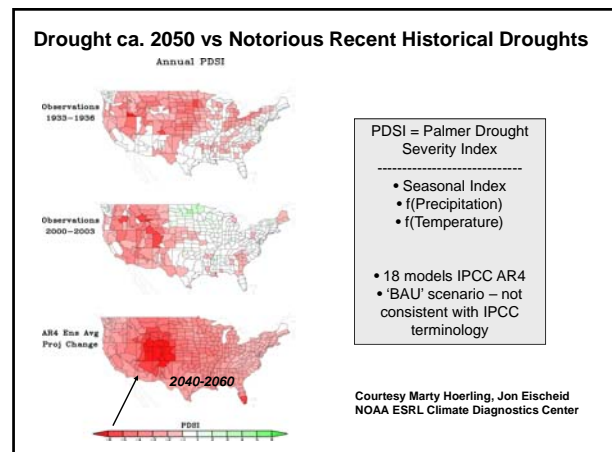 Drought ca. 2050 vs Notorious Recent Historical Droughts
Annual PDSI
Observations
1933-1936
Observations
2000-2003
AR4 Ens Avg
Proj Change
2040-2060
PDSI
PDSI = Palmer Drought
Severity Index
------------------------------
• Seasonal Index
• f(Precipitation)
• f(Temperature)
• 18 models IPCC AR4
• 'BAU' scenario – not
consistent with IPCC
terminology
Courtesy Marty Hoerling, Jon Eischeid
NOAA ESRL Climate Diagnostics Center